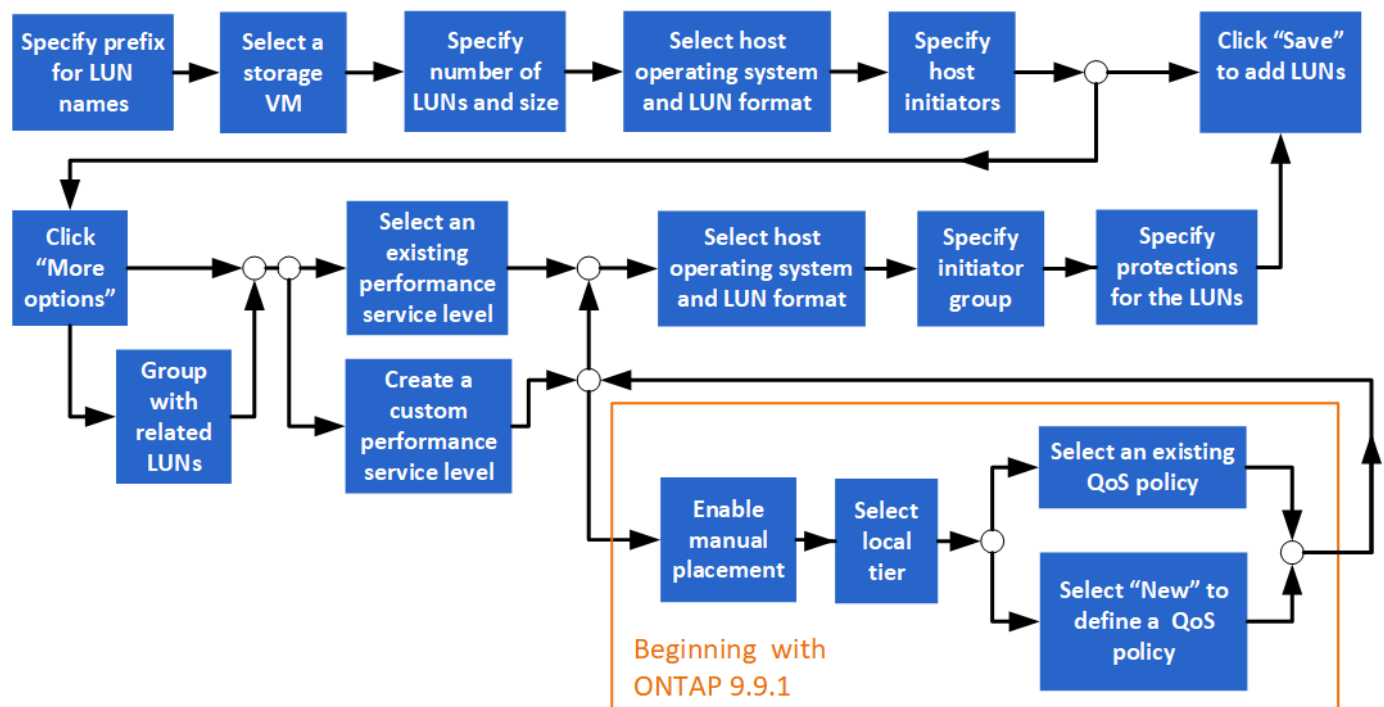 Specify prefix
for LUN
names
Select a
storage
VM
Specify
number of
LUNs and size
Select host
operating system
and LUN format
Specify
host
initiators
Click “Save”
to add LUNs
Click
“More
options”
Group
with
related
LUNs
Select an
existing
performance
service level
Create a
custom
performance
service level
Select host
operating system
and LUN format
Specify
initiator
group
Specify
protections
for the LUNs
Enable
manual
placement
Select
local
tier
Select an existing
QoS policy
Select “New” to
define a QoS
policy
Beginning with
ONTAP 9.9.1